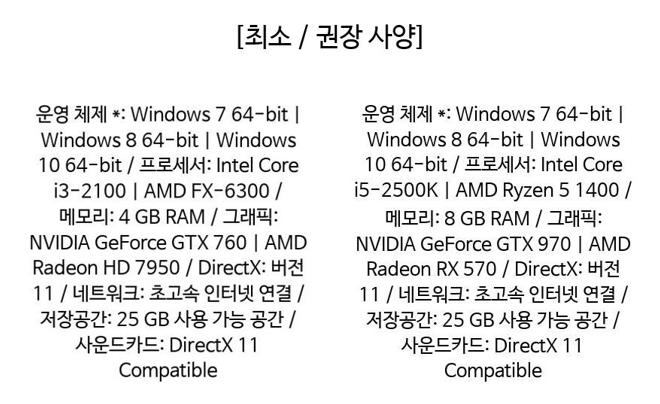 [최소 / 권장 사양]
운영 체제 *: Windows 7 64-bit |
Windows 8 64-bit | Windows
10 64-bit / 프로세서: Intel Core
i3-2100 | AMD FX-6300 /
메모리: 4 GB RAM / 그래픽:
NVIDIA GeForce GTX 760 | AMD
Radeon HD 7950 / DirectX: 버전
11 / 네트워크: 초고속 인터넷 연결 /
저장공간: 25 GB 사용 가능 공간 /
사운드카드: DirectX 11
Compatible
운영 체제 *: Windows 7 64-bit |
Windows 8 64-bit | Windows
10 64-bit / 프로세서: Intel Core
i5-2500K | AMD Ryzen 5 1400 /
메모리: 8 GB RAM / 그래픽:
NVIDIA GeForce GTX 970 | AMD
Radeon RX 570 / DirectX: 버전
11 / 네트워크: 초고속 인터넷 연결 /
저장공간: 25 GB 사용 가능 공간 /
사운드카드: DirectX 11
Compatible